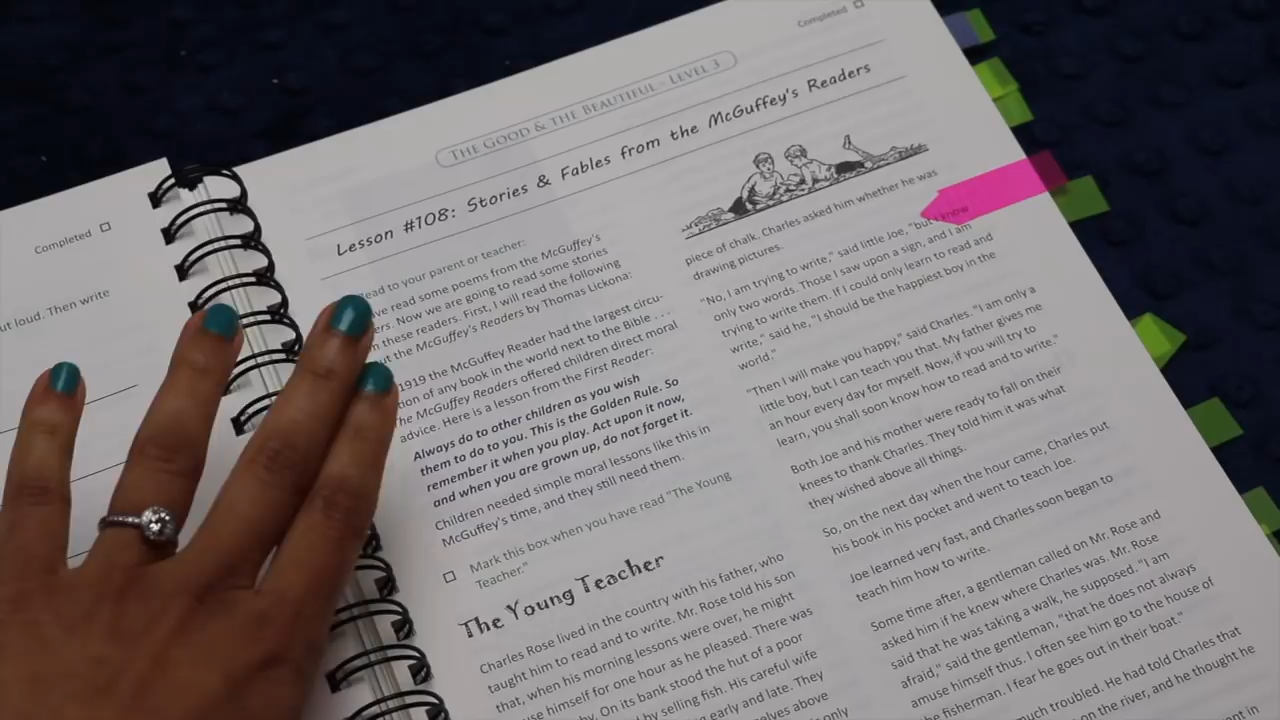 Completed
ut loud. Then write
Completed
THE GOOD & THE BEAUTIFUL™ LEVEL 3
Lesson #108: Stories & Fables from the McGuffey's Readers
ead to your parent or teacher:
ve read some poems from the McGuffey's
ers. Now we are going to read some stories
n these readers. First, I will read the following
ut the McGuffey's Readers by Thomas Lickona:
1919 the McGuffey Reader had the largest circu-
tion of any book in the world next to the Bible . . .
he McGuffey Readers offered children direct moral
advice. Here is a lesson from the First Reader:
Always do to other children as you wish
them to do to you. This is the Golden Rule. So
remember it when you play. Act upon it now,
and when you are grown up, do not forget it.
Children needed simple moral lessons like this in
McGuffey's time, and they still need them.
Mark this box when you have read "The Young
Teacher."
The Young Teacher
Charles Rose lived in the country with his father, who
taught him to read and to write. Mr. Rose told his son
that, when his morning lessons were over, he might
use himself for one hour as he pleased. There was
by. On its bank stood the hut of a poor
d by selling fish. His careful wife
g early and late. They
selves above
only
piece of chalk. Charles asked him whether he was
drawing pictures.
"No, I am trying to write," said little Joe, "but I know
only two words. Those I saw upon a sign, and I am
trying to write them. If I could only learn to read and
write," said he, "I should be the happiest boy in the
world."
"Then I will make you happy," said Charles. "I am only a
little boy, but I can teach you that. My father gives me
an hour every day for myself. Now, if you will try to
learn, you shall soon know how to read and to write."
Both Joe and his mother were ready to fall on their
knees to thank Charles. They told him it was what
they wished above all things.
So, on the next day when the hour came, Charles put
his book in his pocket and went to teach Joe.
Joe learned very fast, and Charles soon began to
teach him how to write.
Some time after, a gentleman called on Mr. Rose and
asked him if he knew where Charles was. Mr. Rose
said that he was taking a walk, he supposed. "I am
afraid," said the gentleman, "that he does not always
amuse himself thus. I often see him go to the house of
the fisherman. I fear he goes out in their boat."
much troubled. He had told Charles that
on the river, and he thought he